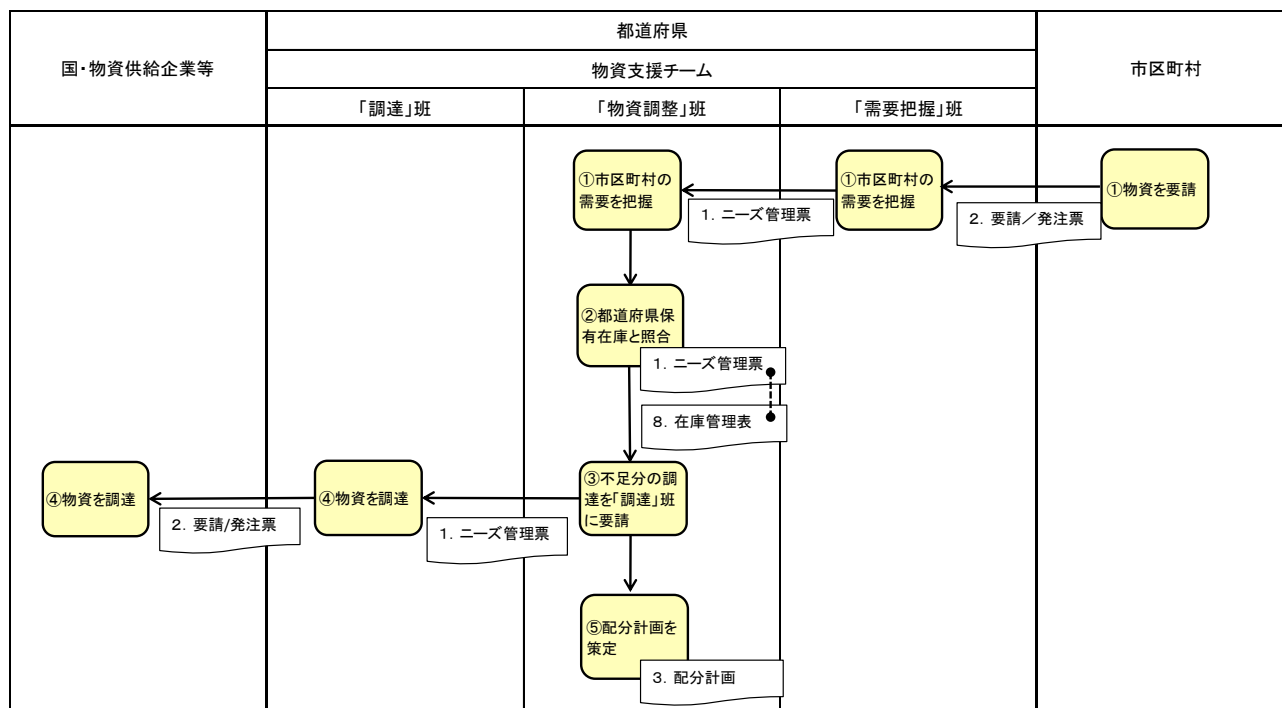 国・物資供給企業等
都道府県
物資支援チーム
「調達」班
「物資調整」班
「需要把握」班
市区町村
①市区町村の
需要を把握
1. ニーズ管理票
①市区町村の
需要を把握
2. 要請／発注票
①物資を要請
②都道府県保
有在庫と照合
1. ニーズ管理票
8. 在庫管理表
④物資を調達
2. 要請/発注票
④物資を調達
1. ニーズ管理票
③不足分の調
達を「調達」班
に要請
⑤配分計画を
策定
3. 配分計画